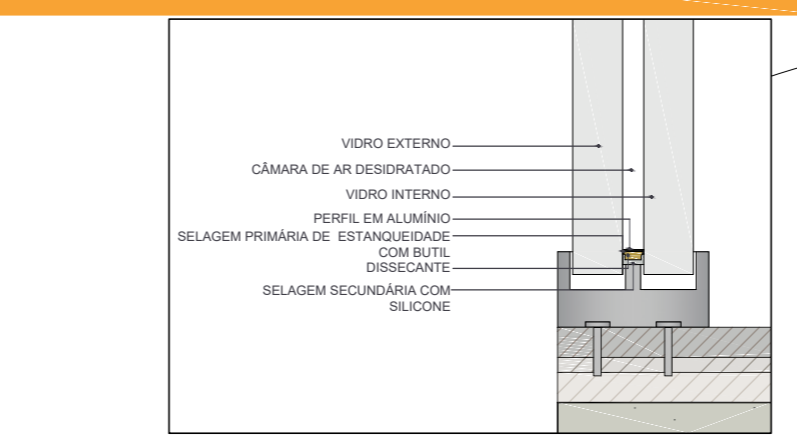 VIDRO EXTERNO
CÂMARA DE AR DESIDRATADO
VIDRO INTERNO
PERFIL EM ALUMÍNIO
SELAGEM PRIMÁRIA DE ESTANQUEIDADE
COM BUTIL
DISSECANTE
SELAGEM SECUNDÁRIA COM
SILICONE